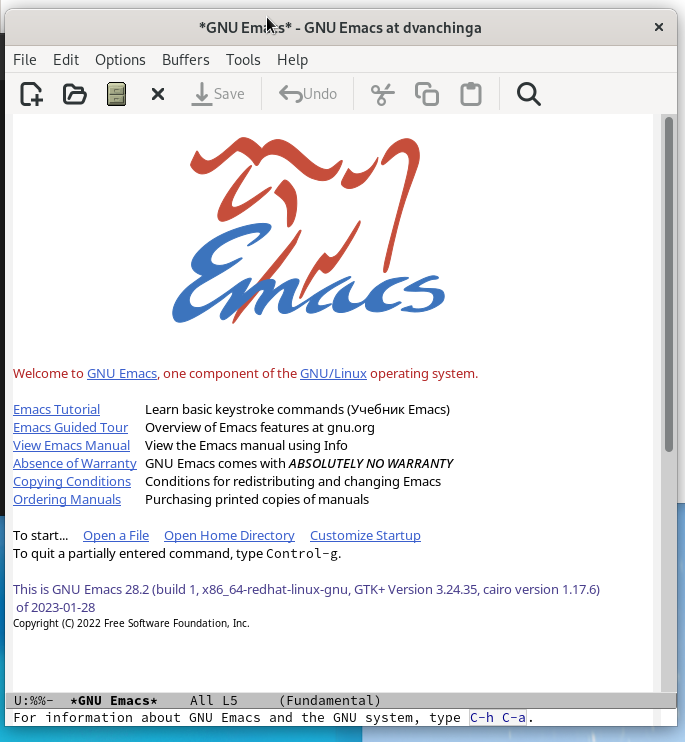 *GNU Emacs* - GNU Emacs at dvanchinga
File Edit Options Buffers Tools Help
Save Undo
Emacs
Welcome to GNU Emacs, one component of the GNU/Linux operating system.
Emacs Tutorial Learn basic keystroke commands (Учебник Emacs)
Emacs Guided Tour Overview of Emacs features at gnu.org
View Emacs Manual View the Emacs manual using Info
Absence of Warranty GNU Emacs comes with ABSOLUTELY NO WARRANTY
Copying Conditions Conditions for redistributing and changing Emacs
Ordering Manuals Purchasing printed copies of manuals
To start... Open a File Open Home Directory Customize Startup
To quit a partially entered command, type Control-g.
This is GNU Emacs 28.2 (build 1, x86_64-redhat-linux-gnu, GTK+ Version 3.24.35, cairo version 1.17.6)
of 2023-01-28
Copyright (C) 2022 Free Software Foundation, Inc.
U:%%- *GNU Emacs* All L5 (Fundamental)
For information about GNU Emacs and the GNU system, type C-h C-a.